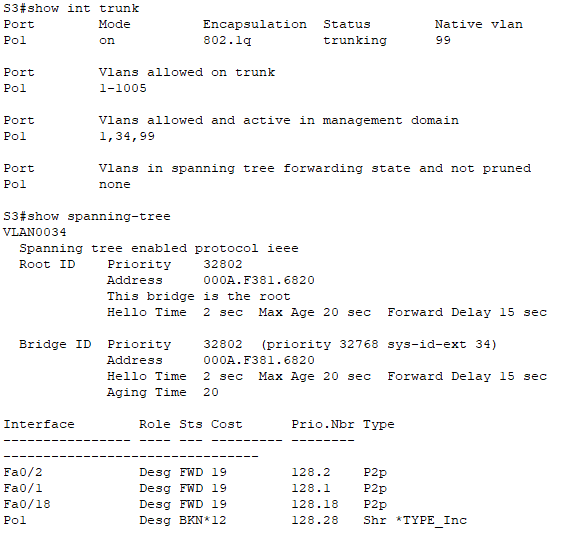 S3#show int trunk
Port        Mode         Encapsulation  Status        Native vlan
Po1         on           802.1q         trunking      99

Port        Vlans allowed on trunk
Po1         1-1005

Port        Vlans allowed and active in management domain
Po1         1,34,99

Port        Vlans in spanning tree forwarding state and not pruned
Po1         none

S3#show spanning-tree
VLAN0034
  Spanning tree enabled protocol ieee
  Root ID    Priority    32802
             Address     000A.F381.6820
             This bridge is the root
             Hello Time  2 sec  Max Age 20 sec  Forward Delay 15 sec

  Bridge ID  Priority    32802  (priority 32768 sys-id-ext 34)
             Address     000A.F381.6820
             Hello Time  2 sec  Max Age 20 sec  Forward Delay 15 sec
             Aging Time  20

Interface        Role Sts Cost      Prio.Nbr Type
---------------- ---- --- --------- --------
--------------------------------
Fa0/2            Desg FWD 19        128.2    P2p
Fa0/1            Desg FWD 19        128.1    P2p
Fa0/18           Desg FWD 19        128.18   P2p
Po1              Desg BKN*12        128.28   Shr *TYPE_Inc